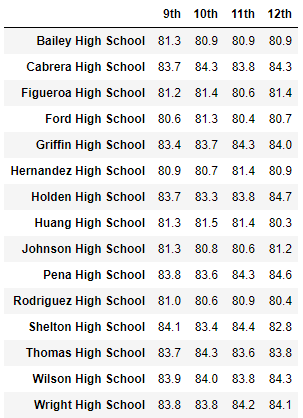 9th 10th 11th 12th
Bailey High School 81.3 80.9 80.9 80.9
Cabrera High School 83.7 84.3 83.8 84.3
Figueroa High School 81.2 81.4 80.6 81.4
Ford High School 80.6 81.3 80.4 80.7
Griffin High School 83.4 83.7 84.3 84.0
Hernandez High School 80.9 80.7 81.4 80.9
Holden High School 83.7 83.3 83.8 84.7
Huang High School 81.3 81.5 81.4 80.3
Johnson High School 81.3 80.8 80.6 81.2
Pena High School 83.8 83.6 84.3 84.6
Rodriguez High School 81.0 80.6 80.9 80.4
Shelton High School 84.1 83.4 84.4 82.8
Thomas High School 83.7 84.3 83.6 83.8
Wilson High School 83.9 84.0 83.8 84.3
Wright High School 83.8 83.8 84.2 84.1